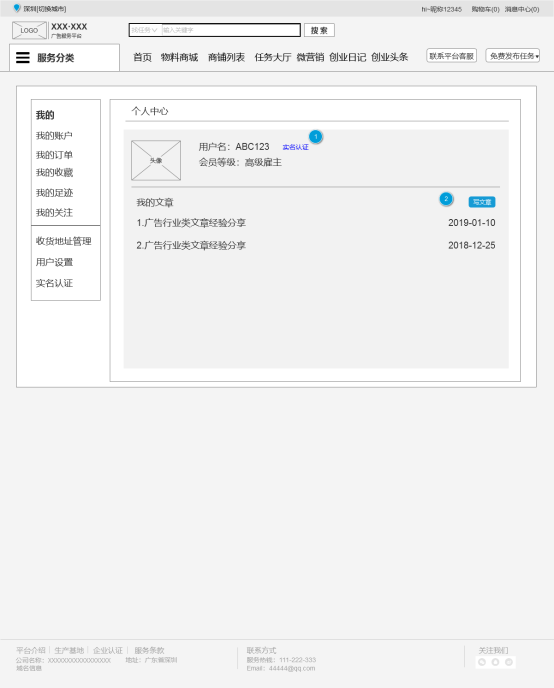 深圳[切换城市]
hi~昵称12345 购物车(0) 消息中心(0)
LOGO
XXX·XXX
广告服务平台
找任务 输入关键字
搜 索
服务分类
首页 物料商城 商铺列表 任务大厅 微营销 创业日记 创业头条
联系平台客服
免费发布任务
我的
我的账户
我的订单
我的收藏
我的足迹
我的关注
收货地址管理
用户设置
实名认证
个人中心
头像
用户名：ABC123 实名认证
1
会员等级：高级雇主
我的文章
2
写文章
1.广告行业类文章经验分享 2019-01-10
2.广告行业类文章经验分享 2018-12-25
平台介绍 生产基地 企业认证 服务条款
公司名称：XXXXXXXXXXXXXXXX 地址：广东省深圳
域名信息
联系方式
服务热线：111-222-333
Email：44444@qq.com
关注我们